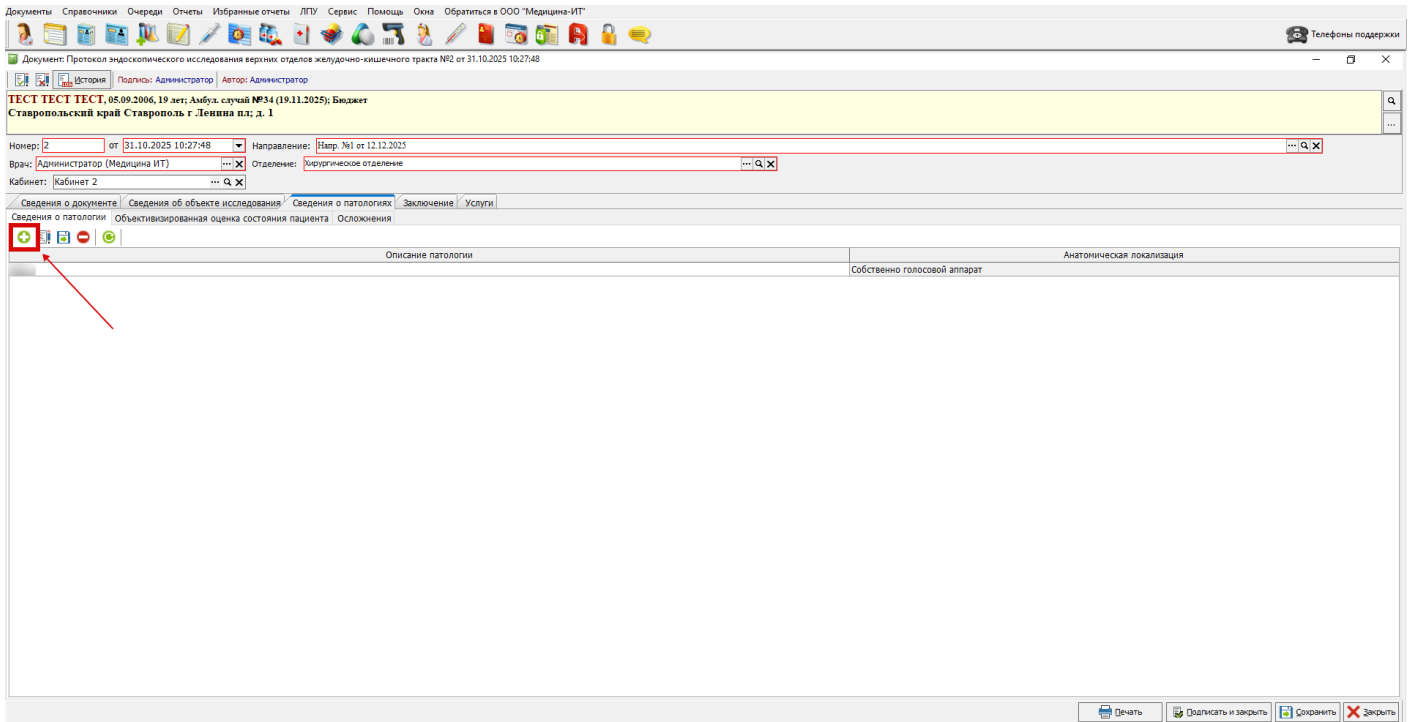 Документы Справочники Очереди Отчеты Избранные отчеты ЛПУ Сервис Помощь Окна Обратиться в ООО "Медицина-ИТ"
Телефоны поддержки
Документ: Протокол эндоскопического исследования верхних отделов желудочно-кишечного тракта №2 от 31.10.2025 10:27:48
История Подпись: Администратор Автор: Администратор
ТЕСТ ТЕСТ ТЕСТ, 05.09.2006, 19 лет; Амбул. случай №34 (19.11.2025); Бюджет
Ставропольский край Ставрополь г Ленина пл; д. 1
Номер: 2 от 31.10.2025 10:27:48 Направление: Напр. №1 от 12.12.2025
Врач: Администратор (Медицина ИТ) Отделение: Хирургическое отделение
Кабинет: Кабинет 2
Сведения о документе Сведения об объекте исследования Сведения о патологиях Заключение Услуги
Сведения о патологии Объективизированная оценка состояния пациента Осложнения
Описание патологии Анатомическая локализация
Собственно голосовой аппарат
Печать Подписать и закрыть Сохранить Закрыть